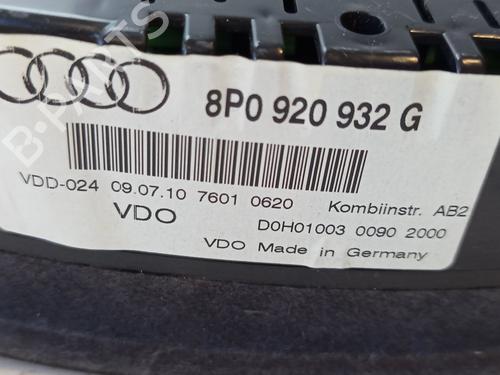 8P0 920 932 G
VDD-024 09.07.10 7601 0620 Kombiinstr. AB2
VDO D0H01003 0090 2000
VDO Made in Germany
B-PARTS